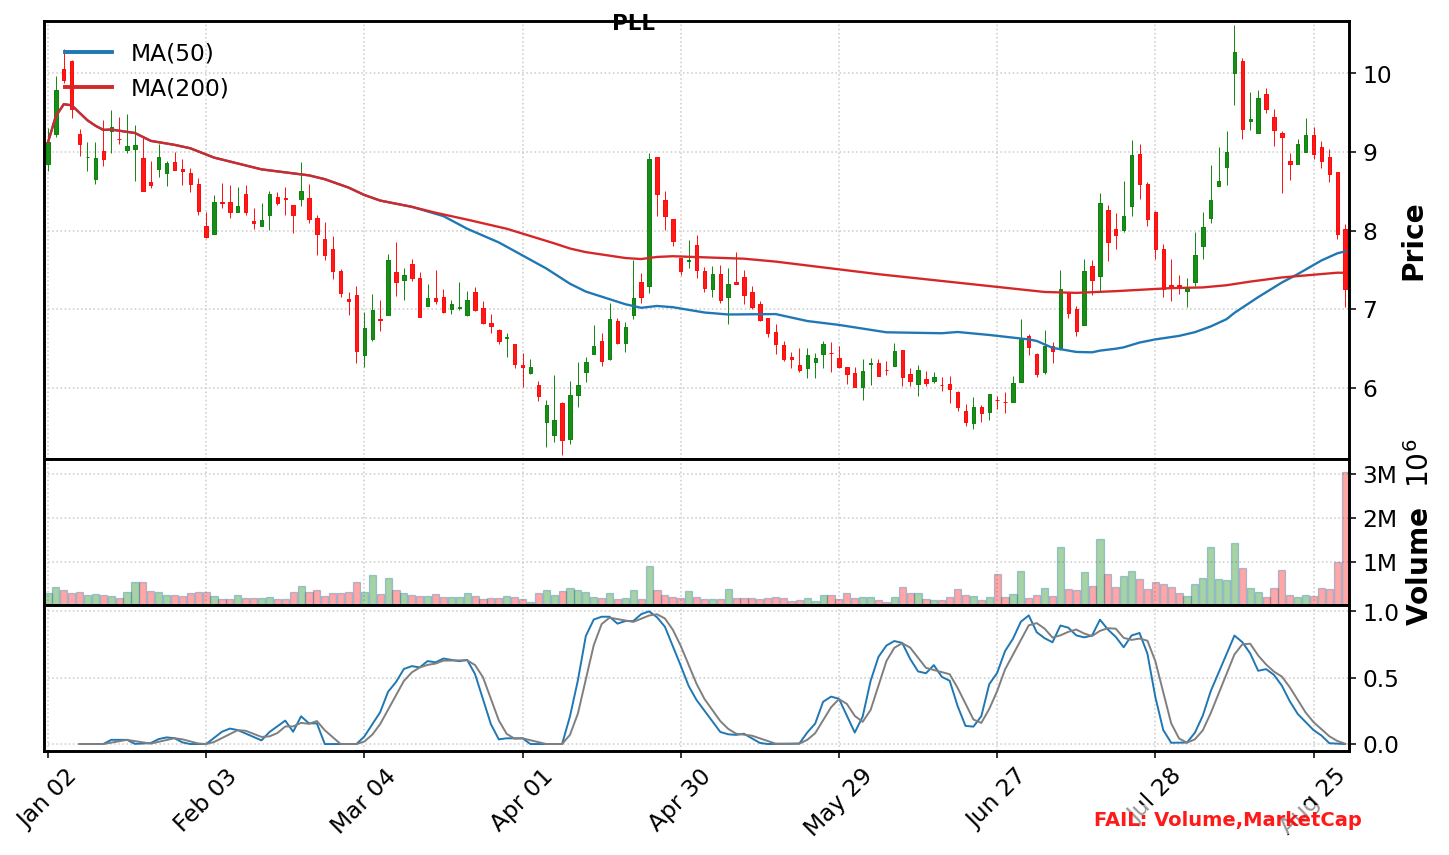 PLL
MA(50)
MA(200)
10
9
8
7
6
Price
3M
2M
1M
Volume 10^6
1.0
0.5
0.0
Jan 02
Feb 03
Mar 04
Apr 01
Apr 30
May 29
Jun 27
Jul 28
Aug 25
FAIL: Volume,MarketCap